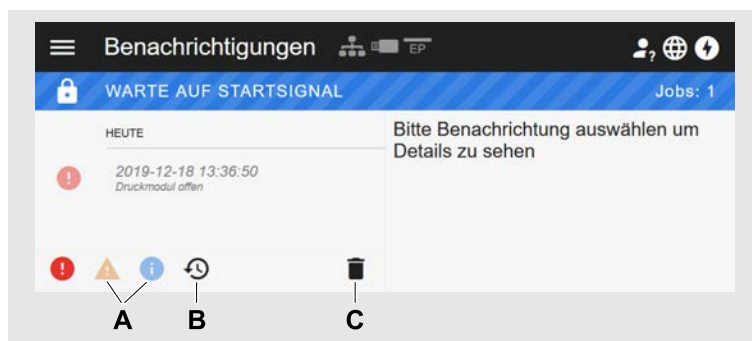 Benachrichtigungen EP
WARTE AUF STARTSIGNAL Jobs: 1
HEUTE
2019-12-18 13:36:50
Druckmodul offen
Bitte Benachrichtung auswählen um
Details zu sehen
A B C